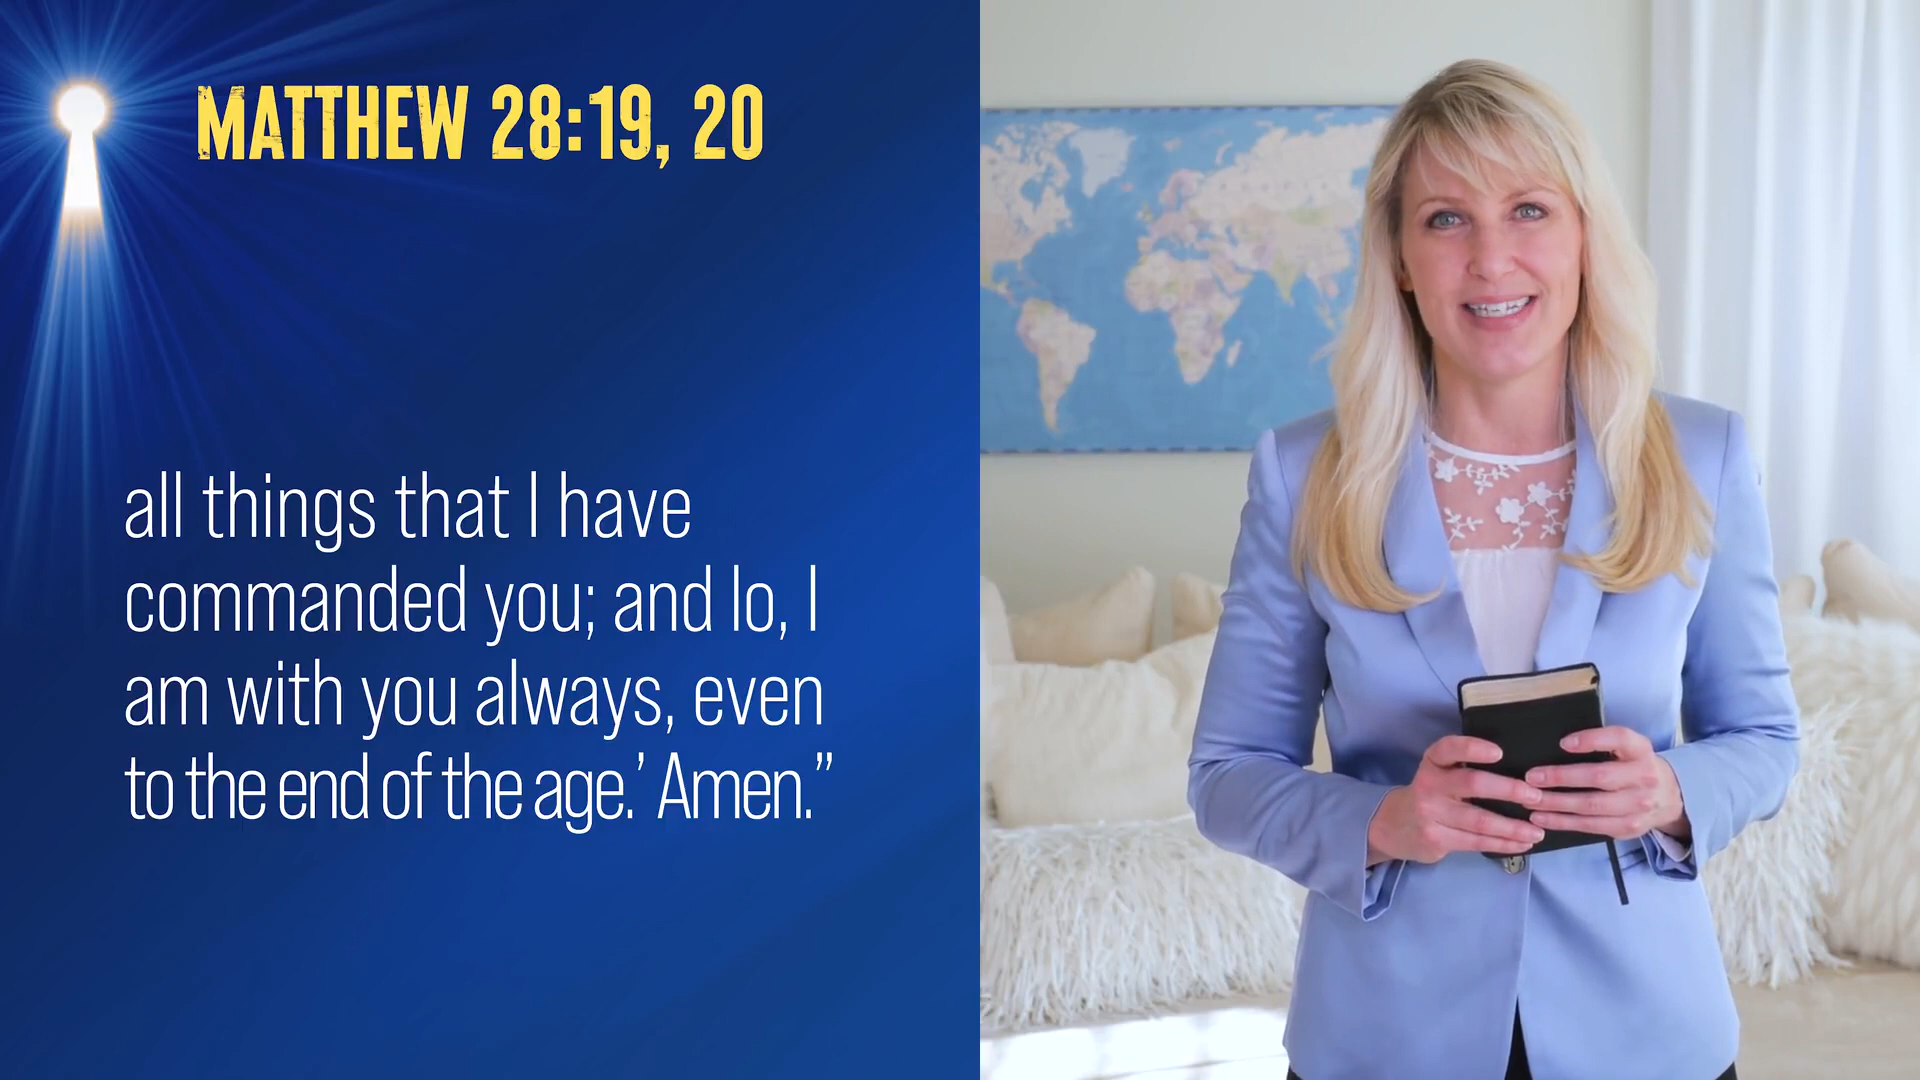 MATTHEW 28:19, 20
all things that I have
commanded you; and lo, I
am with you always, even
to the end of the age.’ Amen.”